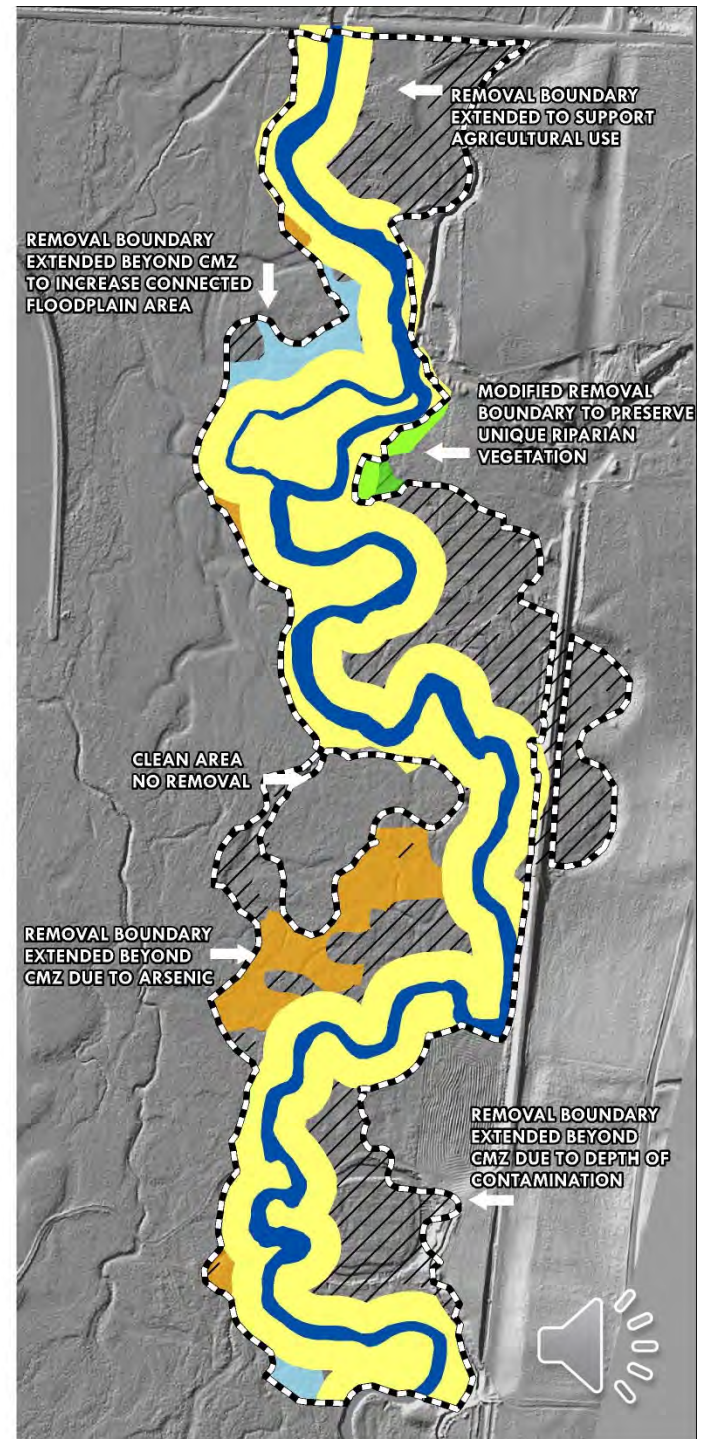 REMOVAL BOUNDARY
EXTENDED TO SUPPORT
AGRICULTURAL USE
REMOVAL BOUNDARY
EXTENDED BEYOND CMZ
TO INCREASE CONNECTED
FLOODPLAIN AREA
MODIFIED REMOVAL
BOUNDARY TO PRESERVE
UNIQUE RIPARIAN
VEGETATION
CLEAN AREA
NO REMOVAL
REMOVAL BOUNDARY
EXTENDED BEYOND
CMZ DUE TO ARSENIC
REMOVAL BOUNDARY
EXTENDED BEYOND
CMZ DUE TO DEPTH OF
CONTAMINATION